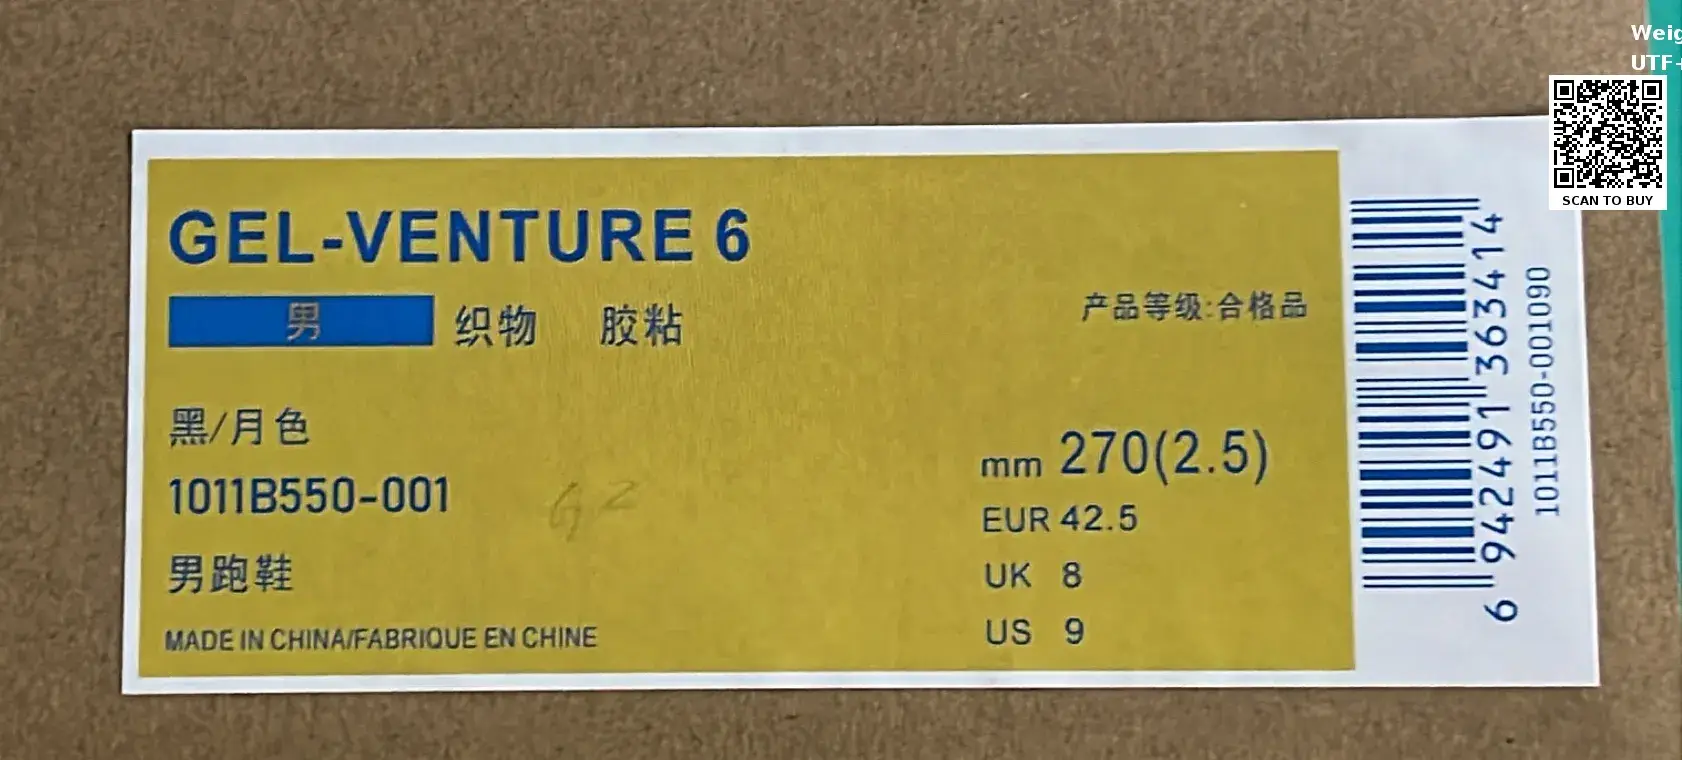 GEL-VENTURE 6
男 织物 胶粘
产品等级:合格品
黑/月色
1011B550-001
男跑鞋
MADE IN CHINA/FABRIQUE EN CHINE
mm 270(2.5)
EUR 42.5
UK 8
US 9
6 942491 363414
1011B550-001090
UTF+
SCAN TO BUY